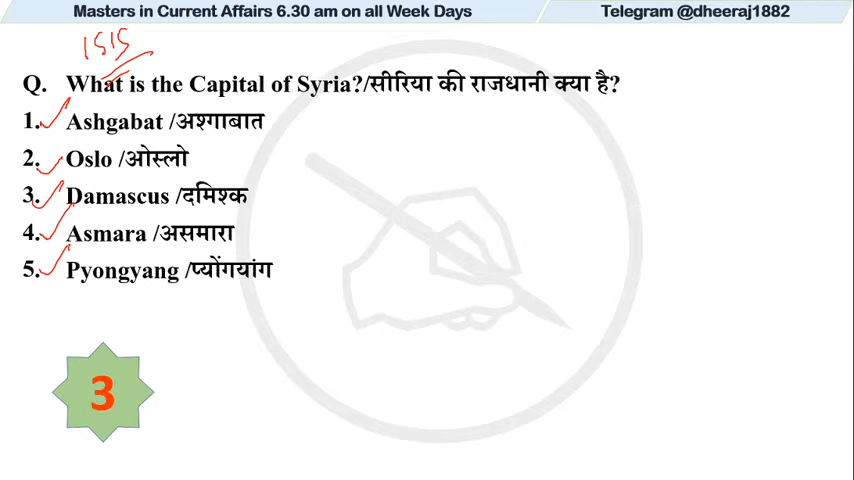 Masters in Current Affairs 6.30 am on all Week Days
Telegram @dheeraj1882
ISIS
Q. What is the Capital of Syria?/सीरिया की राजधानी क्या है?
1. Ashgabat /अश्गाबात
2. Oslo /ओस्लो
3. Damascus /दमिश्क
4. Asmara /असमारा
5. Pyongyang /प्योंगयांग
3